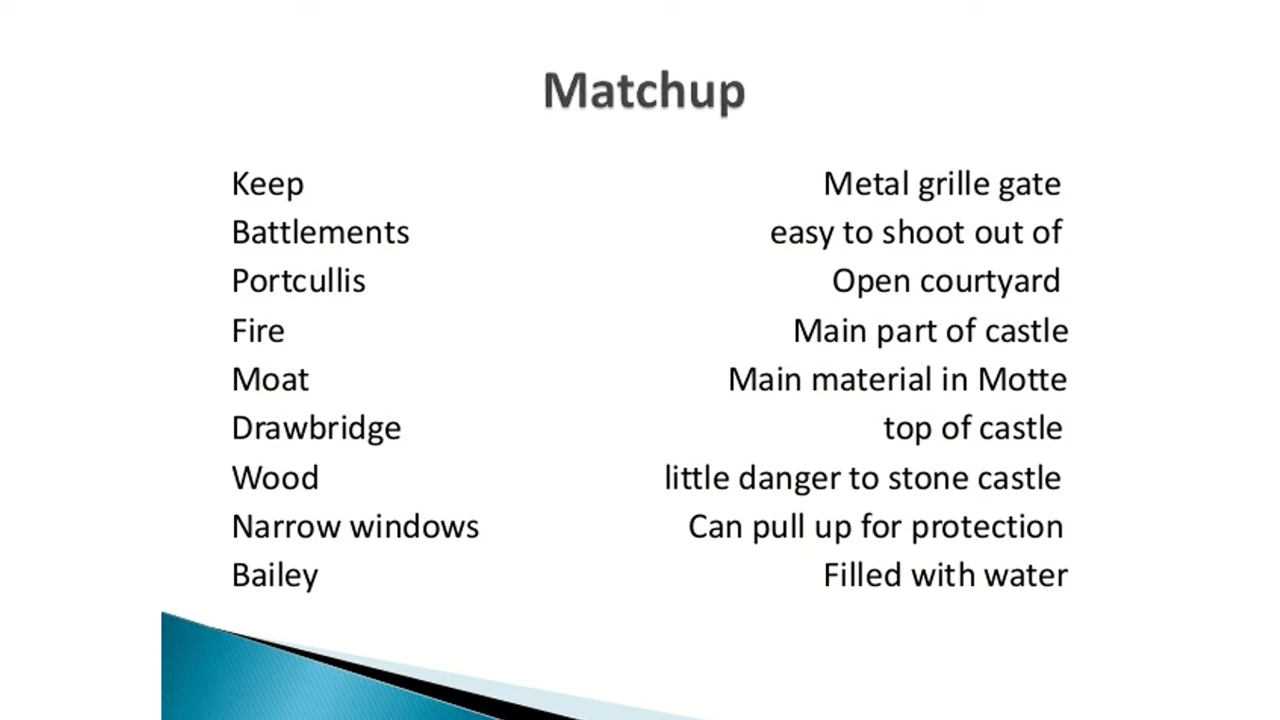 Matchup
Keep Metal grille gate
Battlements easy to shoot out of
Portcullis Open courtyard
Fire Main part of castle
Moat Main material in Motte
Drawbridge top of castle
Wood little danger to stone castle
Narrow windows Can pull up for protection
Bailey Filled with water